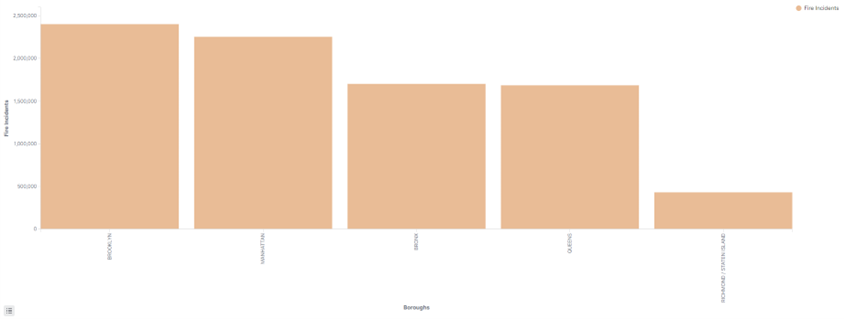 Fire Incidents
2,500,000
2,000,000
1,500,000
1,000,000
500,000
0
Fire Incidents
BROOKLYN
MANHATTAN
BRONX
QUEENS
RICHMOND / STATEN ISLAND
Boroughs